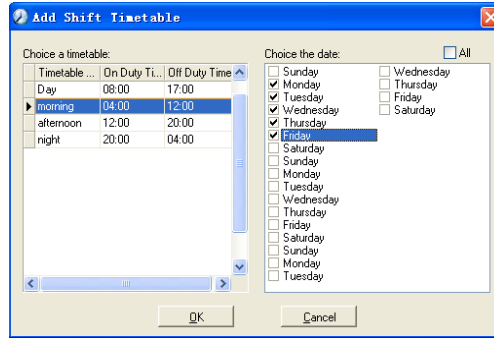 Add Shift Timetable
Choice a timetable:
Timetable ... On Duty Ti... Off Duty Time
Day 08:00 17:00
morning 04:00 12:00
afternoon 12:00 20:00
night 20:00 04:00
Choice the date:
All
Sunday
Monday
Tuesday
Wednesday
Thursday
Friday
Saturday
Sunday
Monday
Tuesday
Wednesday
Thursday
Friday
Saturday
Sunday
Monday
Tuesday
Wednesday
Thursday
Friday
Saturday
OK
Cancel